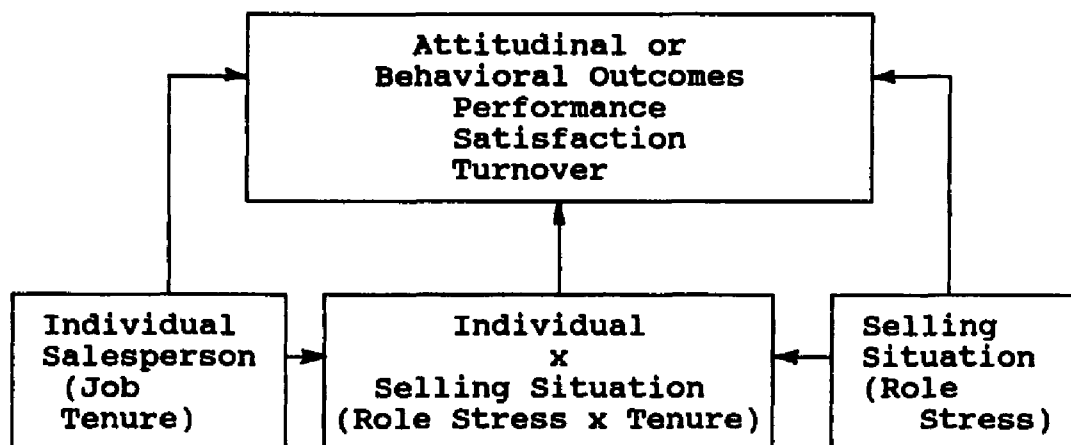 Attitudinal or
Behavioral Outcomes
Performance
Satisfaction
Turnover
Individual
Salesperson
(Job
Tenure)
Individual
x
Selling Situation
(Role Stress x Tenure)
Selling
Situation
(Role
Stress)